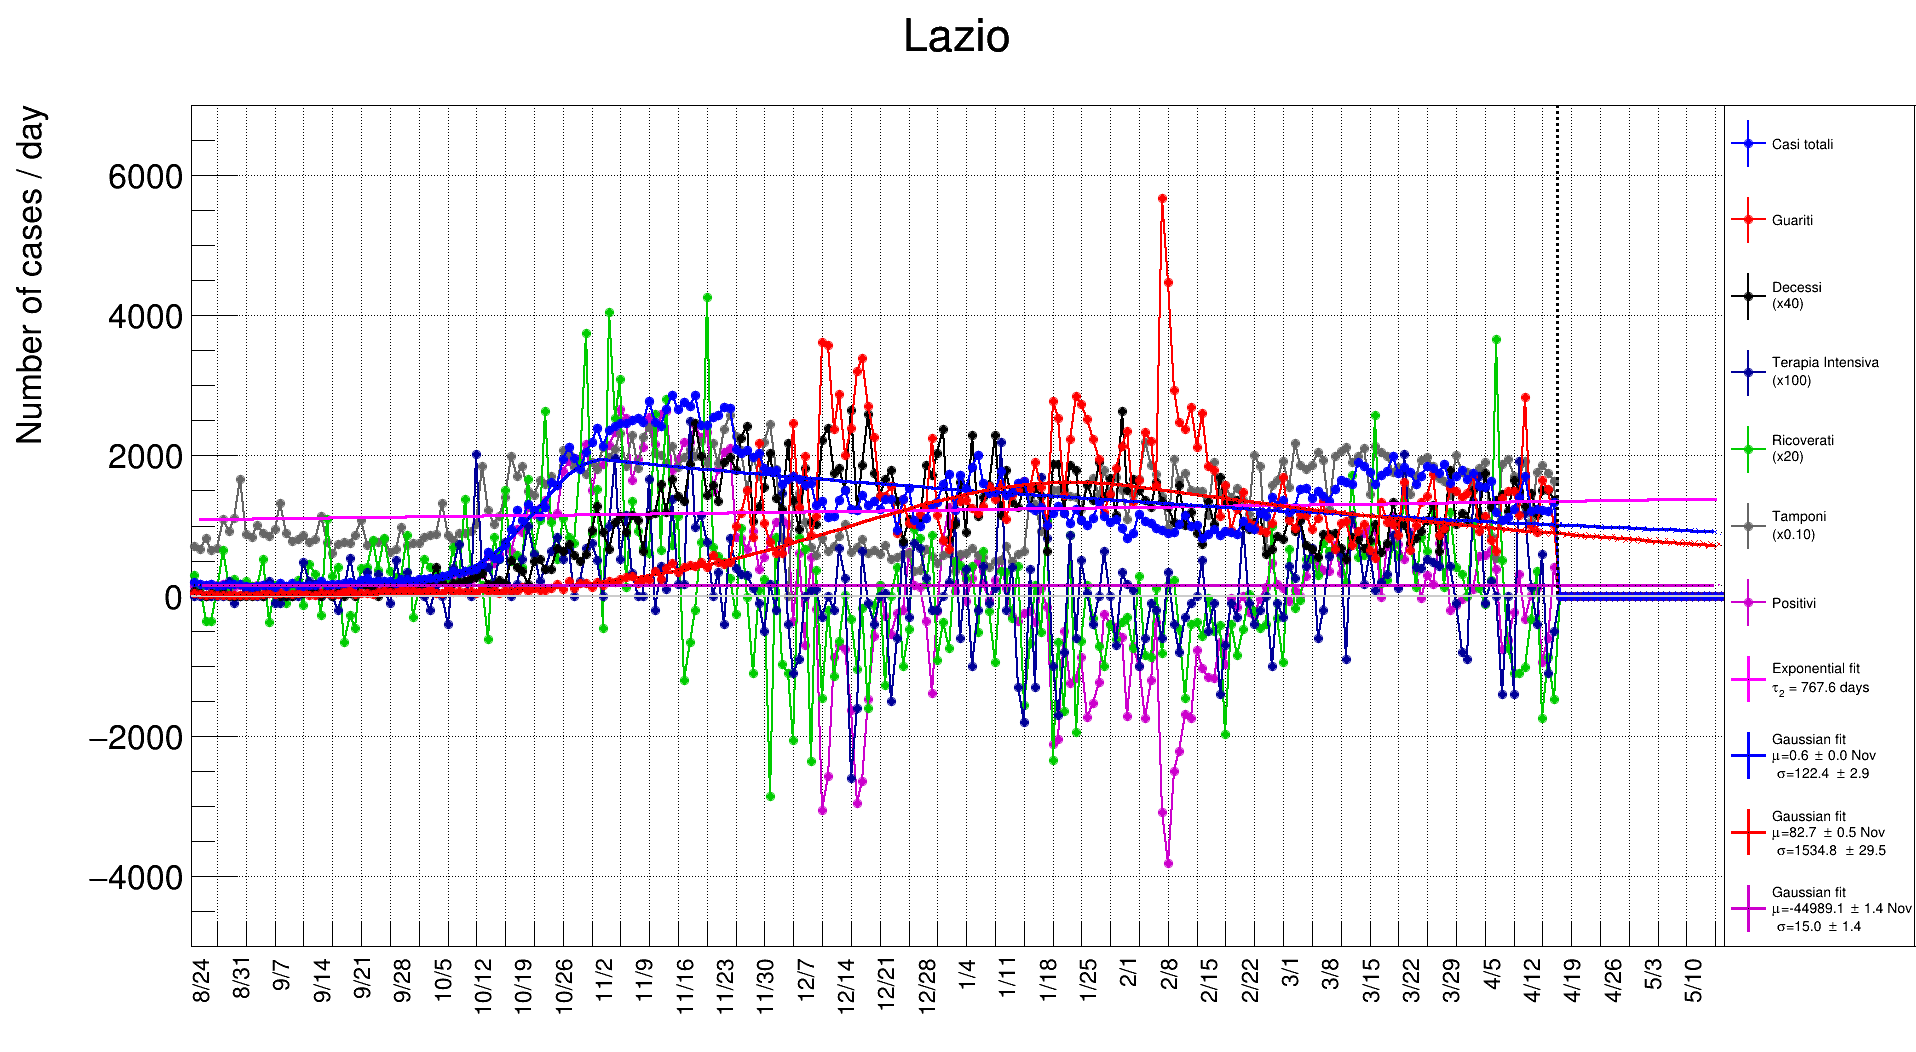 Lazio
Number of cases / day
6000
4000
2000
0
−2000
−4000
8/24
8/31
9/7
9/14
9/21
9/28
10/5
10/12
10/19
10/26
11/2
11/9
11/16
11/23
11/30
12/7
12/14
12/21
12/28
1/4
1/11
1/18
1/25
2/1
2/8
2/15
2/22
3/1
3/8
3/15
3/22
3/29
4/5
4/12
4/19
4/26
5/3
5/10
Casi totali
Guariti
Decessi
(x40)
Terapia Intensiva
(x100)
Ricoverati
(x20)
Tamponi
(x0.10)
Positivi
Exponential fit
τ2 = 767.6 days
Gaussian fit
μ=0.6 ± 0.0 Nov
σ=122.4 ± 2.9
Gaussian fit
μ=82.7 ± 0.5 Nov
σ=1534.8 ± 29.5
Gaussian fit
μ=-44989.1 ± 1.4 Nov
σ=15.0 ± 1.4